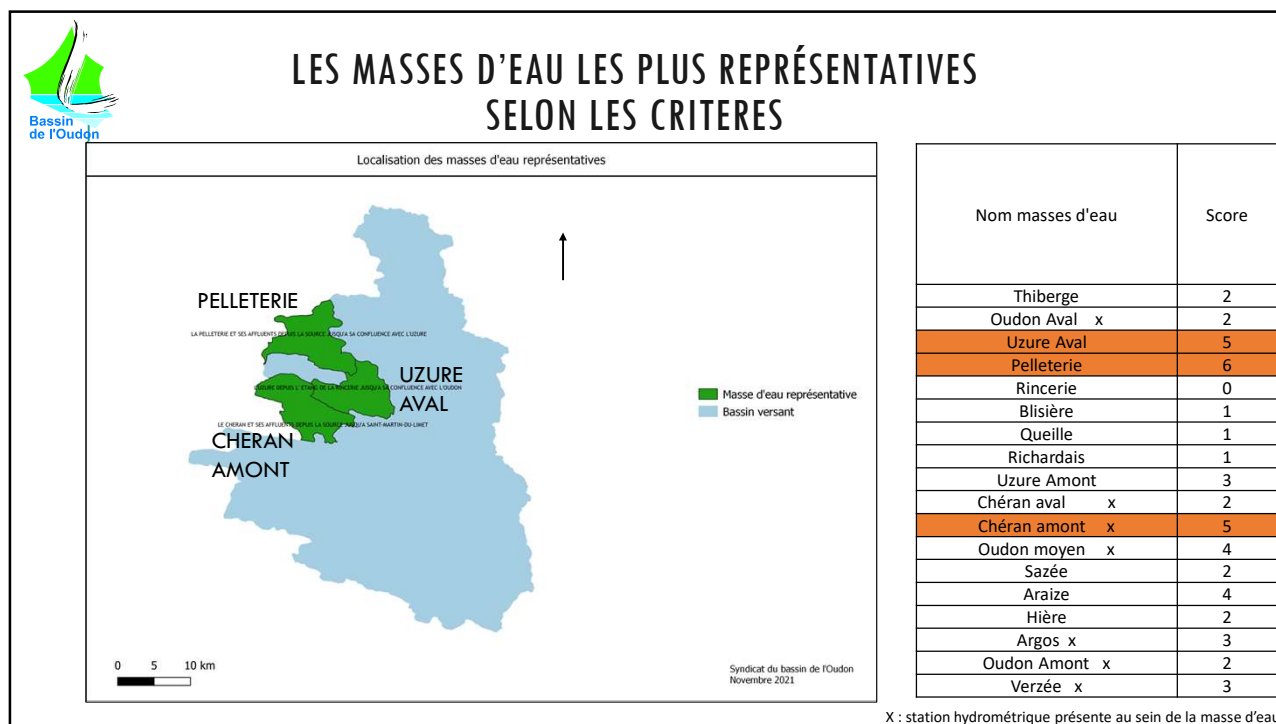 Bassin
de l'Oudon
LES MASSES D'EAU LES PLUS REPRÉSENTATIVES
SELON LES CRITERES
Localisation des masses d'eau représentatives
PELLETERIE
LA PELLETERIE ET SES AFFLUENTS DEPUIS LA SOURCE JUSQU'A SA CONFLUENCE AVEC L'UZURE
UZURE
AVAL
L'UZURE DEPUIS L'ETANG DE LA RINCERIE JUSQU'A SA CONFLUENCE AVEC L'OUDON
LE CHERAN ET SES AFFLUENTS DEPUIS LA SOURCE JUSQU'A SAINT-MARTIN-DU-LIMET
CHERAN
AMONT
Masse d'eau représentative
Bassin versant
0 5 10 km
Syndicat du bassin de l'Oudon
Novembre 2021
Nom masses d'eau Score
Thiberge 2
Oudon Aval x 2
Uzure Aval 5
Pelleterie 6
Rincerie 0
Blisière 1
Queille 1
Richardais 1
Uzure Amont 3
Chéran aval x 2
Chéran amont x 5
Oudon moyen x 4
Sazée 2
Araize 4
Hière 2
Argos x 3
Oudon Amont x 2
Verzée x 3
X : station hydrométrique présente au sein de la masse d'eau